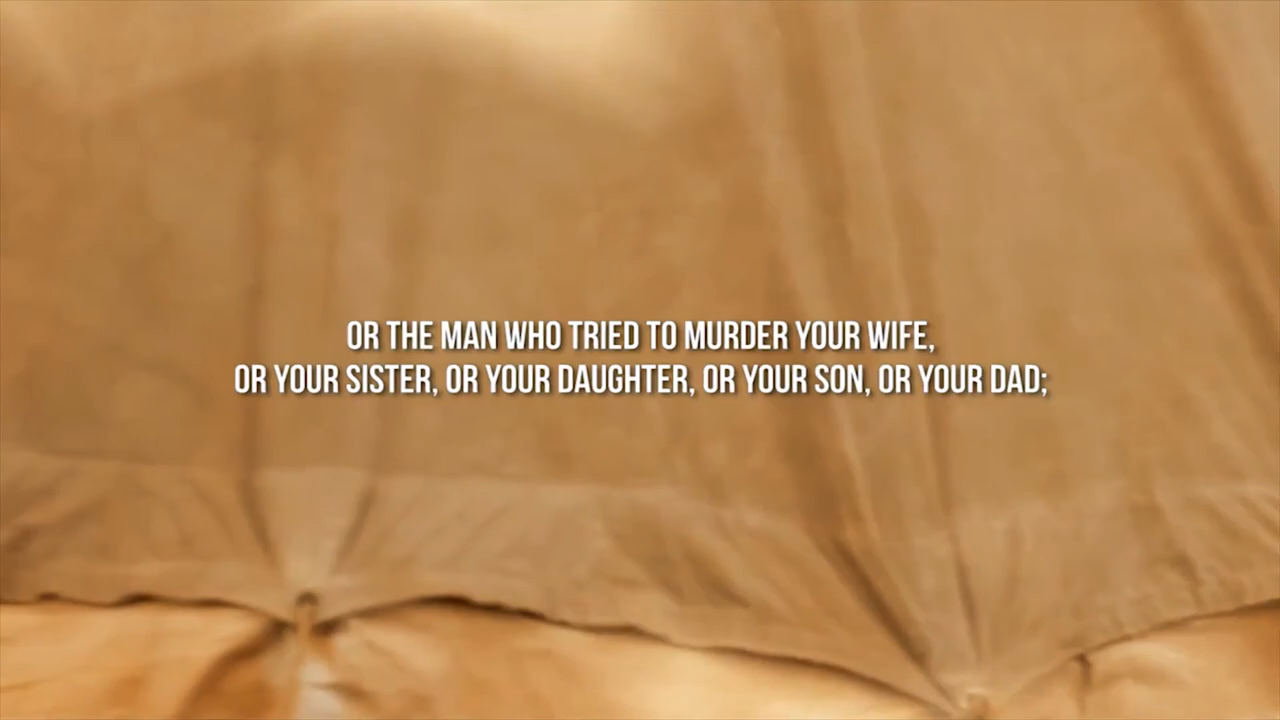 OR THE MAN WHO TRIED TO MURDER YOUR WIFE,
OR YOUR SISTER, OR YOUR DAUGHTER, OR YOUR SON, OR YOUR DAD;